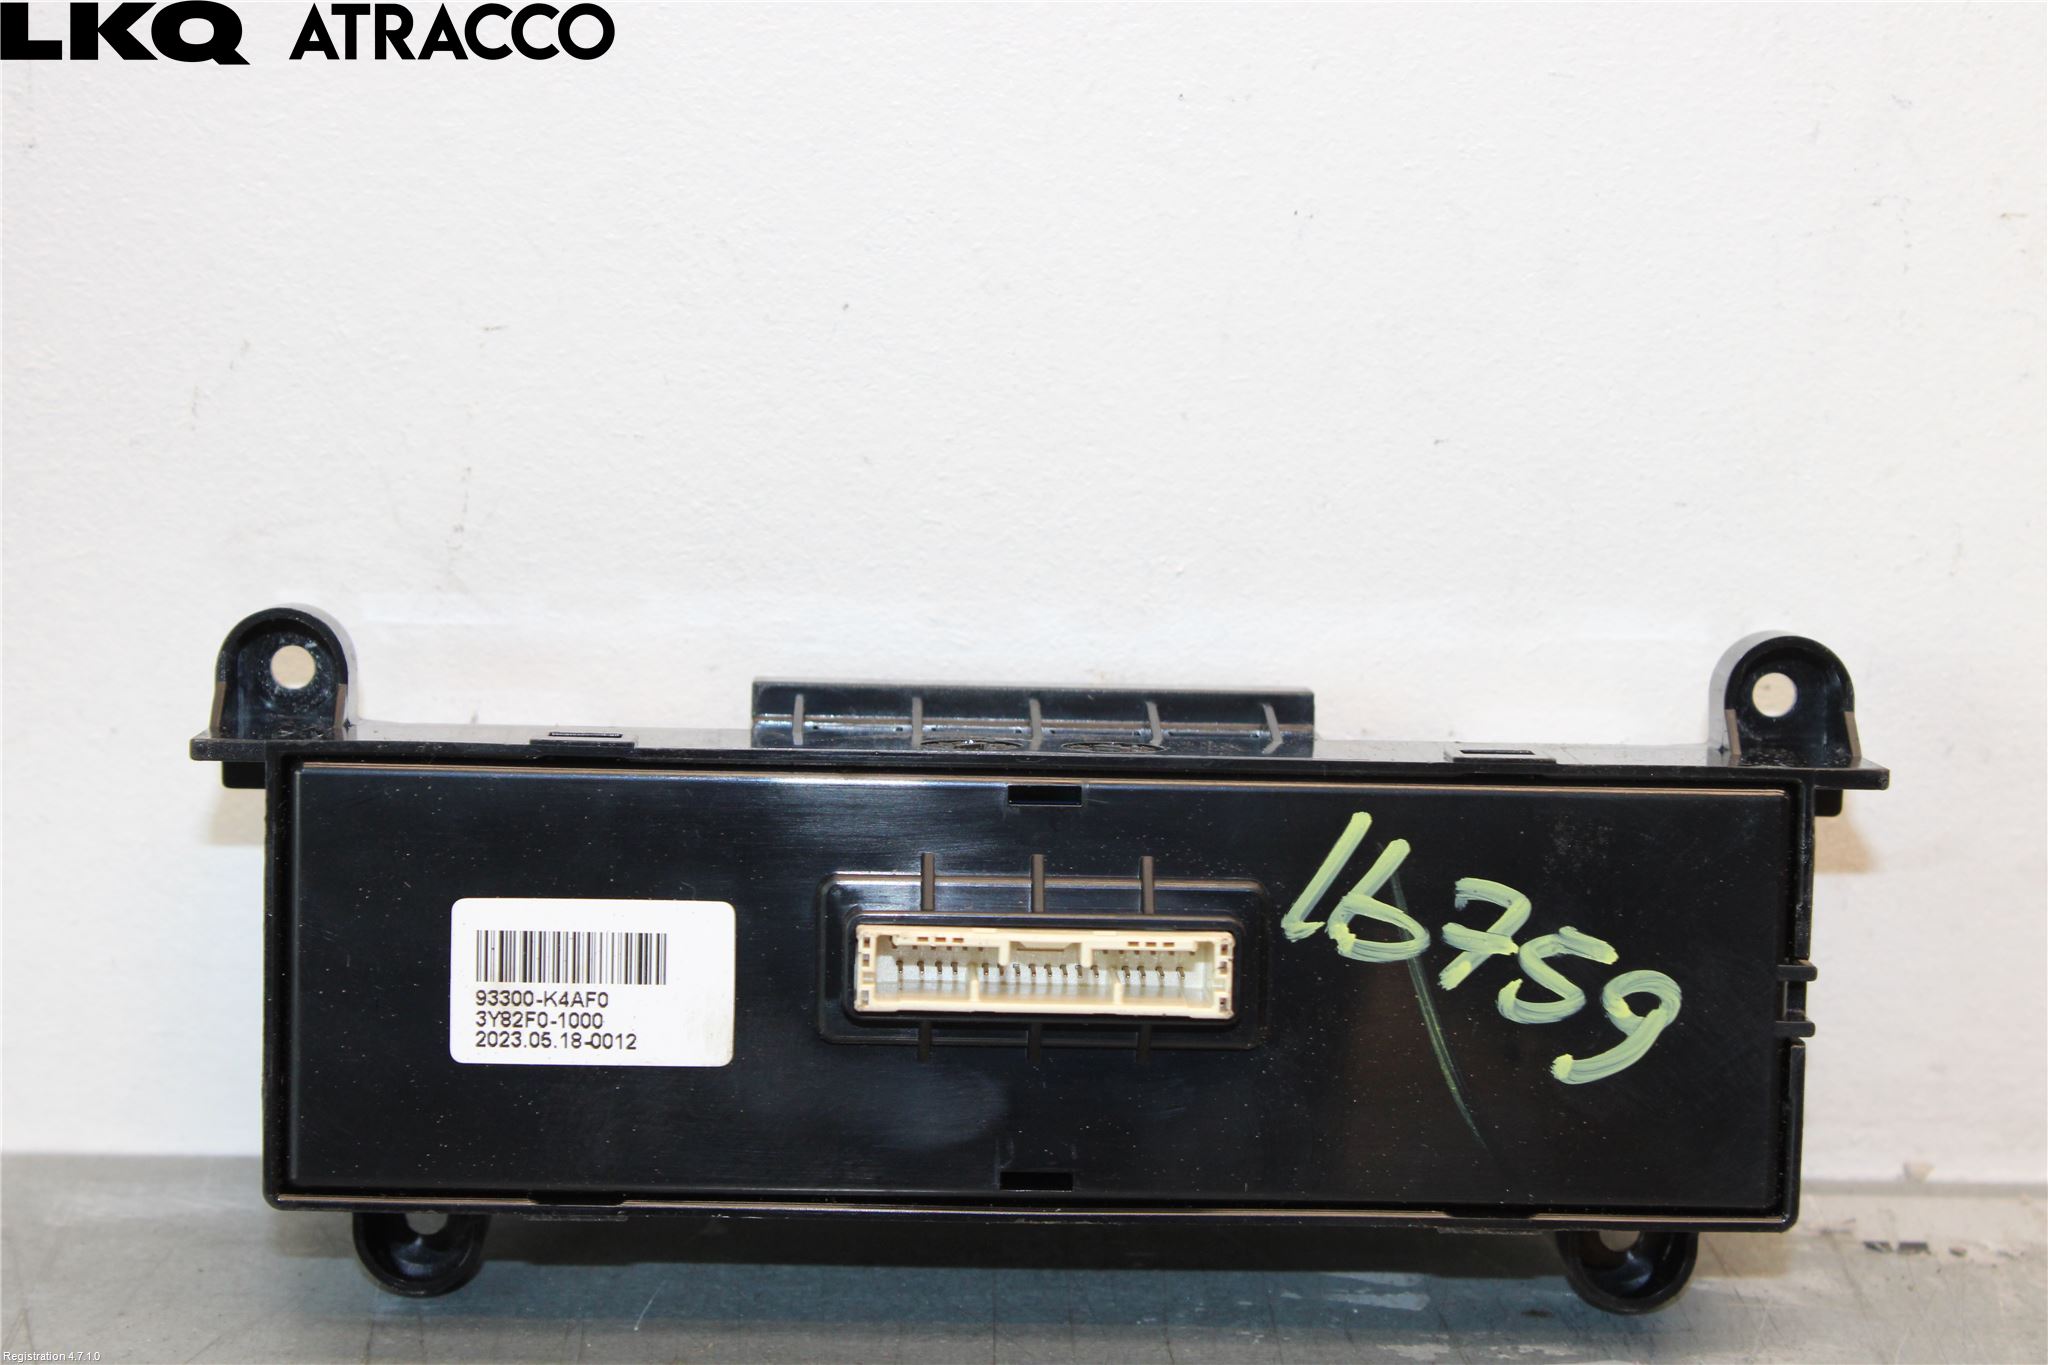 LKQ ATRACCO
16759
93300-K4AF0
3Y82F0-1000
2023.05.18-0012
Registration 4.7.1.0